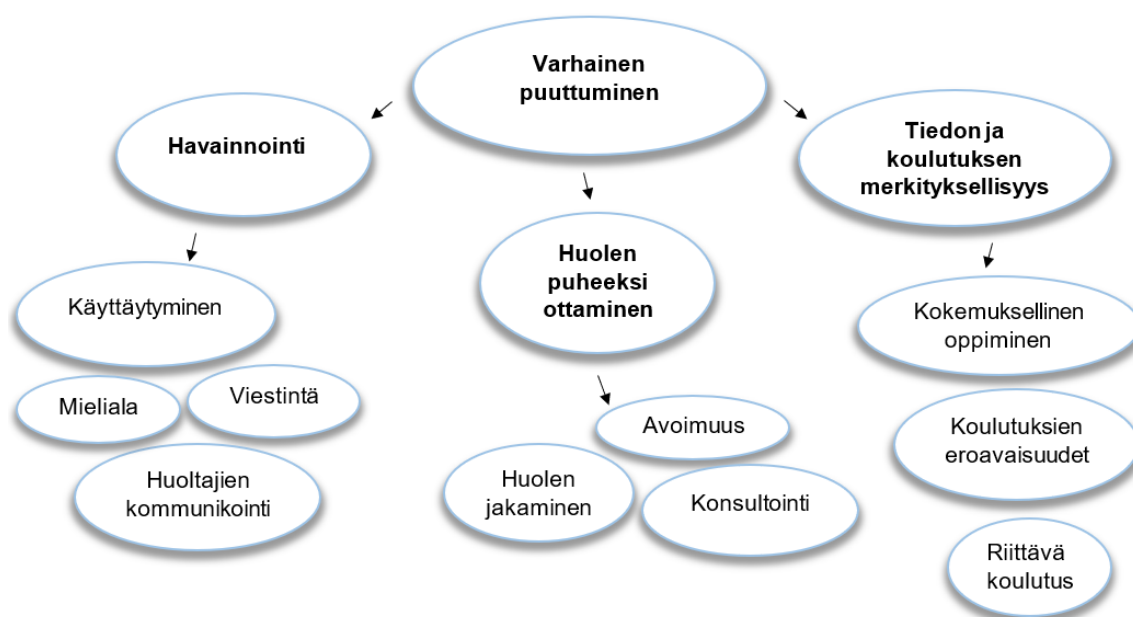 Varhainen
puuttuminen
Havainnointi
Tiedon ja
koulutuksen
merkityksellisyys
Huolen
puheeksi
ottaminen
Käyttäytyminen
Mieliala
Viestintä
Huoltajien
kommunikointi
Avoimuus
Huolen
jakaminen
Konsultointi
Kokemuksellinen
oppiminen
Koulutuksien
eroavaisuudet
Riittävä
koulutus